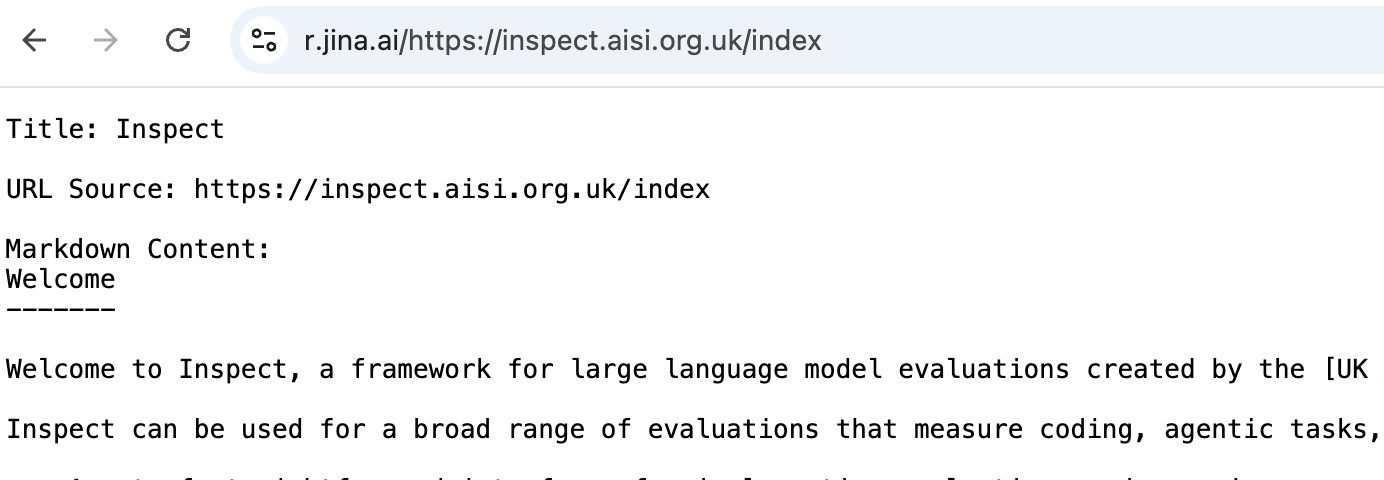 r.jina.ai/https://inspect.aisi.org.uk/index
Title: Inspect
URL Source: https://inspect.aisi.org.uk/index
Markdown Content:
Welcome
-------
Welcome to Inspect, a framework for large language model evaluations created by the [UK
Inspect can be used for a broad range of evaluations that measure coding, agentic tasks,